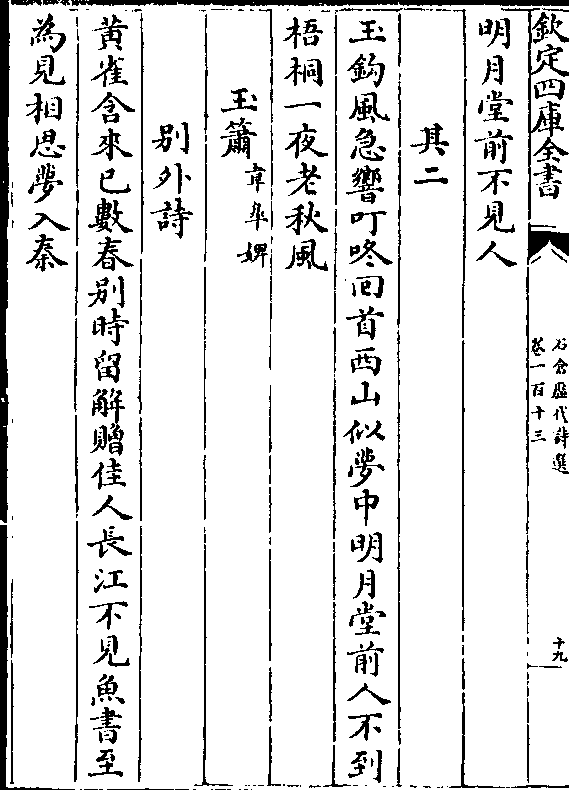 欽定四庫全書
石倉歷代詩選
卷一百十三
十九
明月堂前不見人
其二
玉鈎風急響叮咚回首西山似夢中明月堂前人不到
梧桐一夜老秋風
玉簫韋臯婢
別外詩
黄雀含來已數春別時留解贈佳人長江不見魚書至
為見相思夢入秦